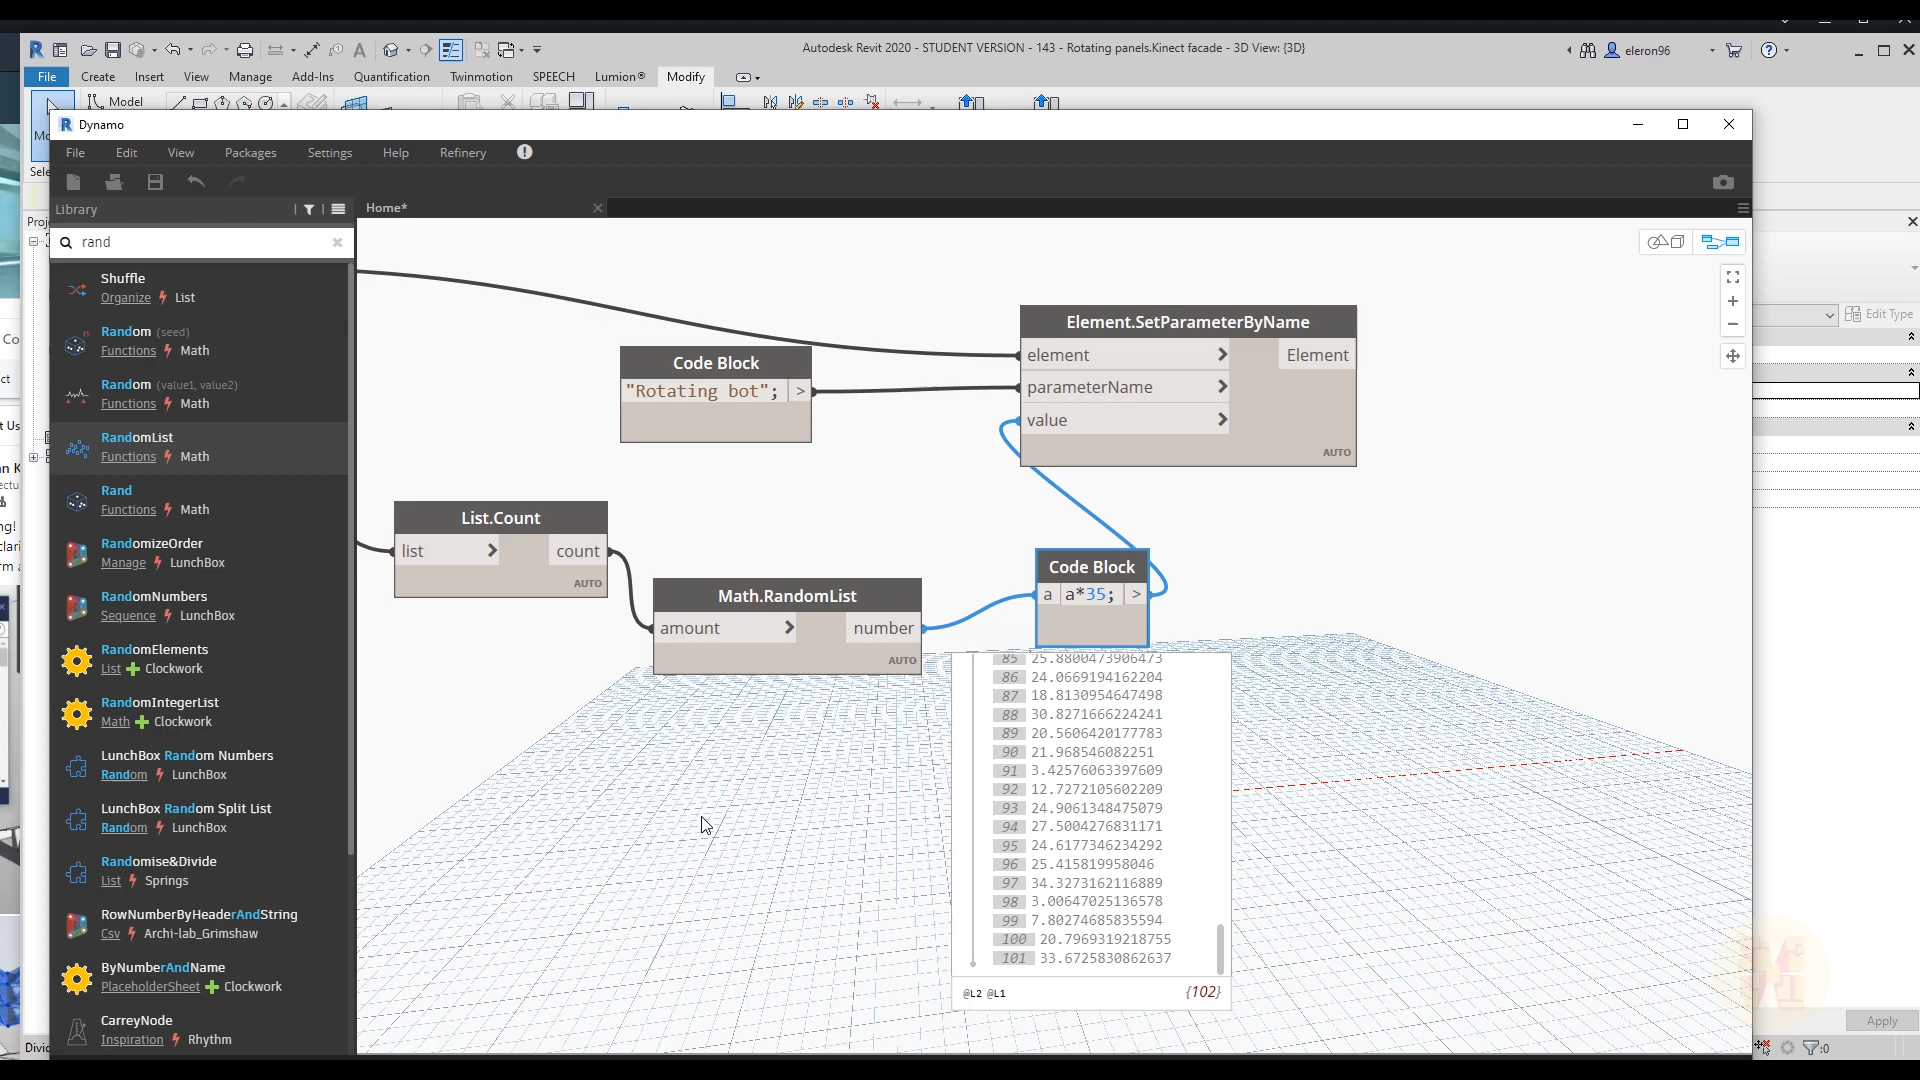 Autodesk Revit 2020 - STUDENT VERSION - 143 - Rotating panels.Kinect facade - 3D View: {3D}
eleron96
File Create Insert View Manage Add-Ins Quantification Twinmotion SPEECH Lumion® Modify
Model
Dynamo
File Edit View Packages Settings Help Refinery
Library
Home*
rand
Shuffle
Organize List
Random (seed)
Functions Math
Random (value1, value2)
Functions Math
RandomList
Functions Math
Rand
Functions Math
RandomizeOrder
Manage LunchBox
RandomNumbers
Sequence LunchBox
RandomElements
List Clockwork
RandomIntegerList
Math Clockwork
LunchBox Random Numbers
Random LunchBox
LunchBox Random Split List
Random LunchBox
Randomise&Divide
List Springs
RowNumberByHeaderAndString
Csv Archi-lab_Grimshaw
ByNumberAndName
PlaceholderSheet Clockwork
CarreyNode
Inspiration Rhythm
Element.SetParameterByName
element > Element
parameterName >
value >
AUTO
Code Block
"Rotating bot"; >
List.Count
list > count
AUTO
Math.RandomList
amount > number
AUTO
Code Block
a a*35; >
85 25.8800473906473
86 24.0669194162204
87 18.8130954647498
88 30.8271666224241
89 20.5606420177783
90 21.968546082251
91 3.42576063397609
92 12.7272105602209
93 24.9061348475079
94 27.5004276831171
95 24.6177346234292
96 25.415819958046
97 34.3273162116889
98 3.00647025136578
99 7.80274685835594
100 20.7969319218755
101 33.6725830862637
@L2 @L1 {102}
Edit Type
Apply
:0